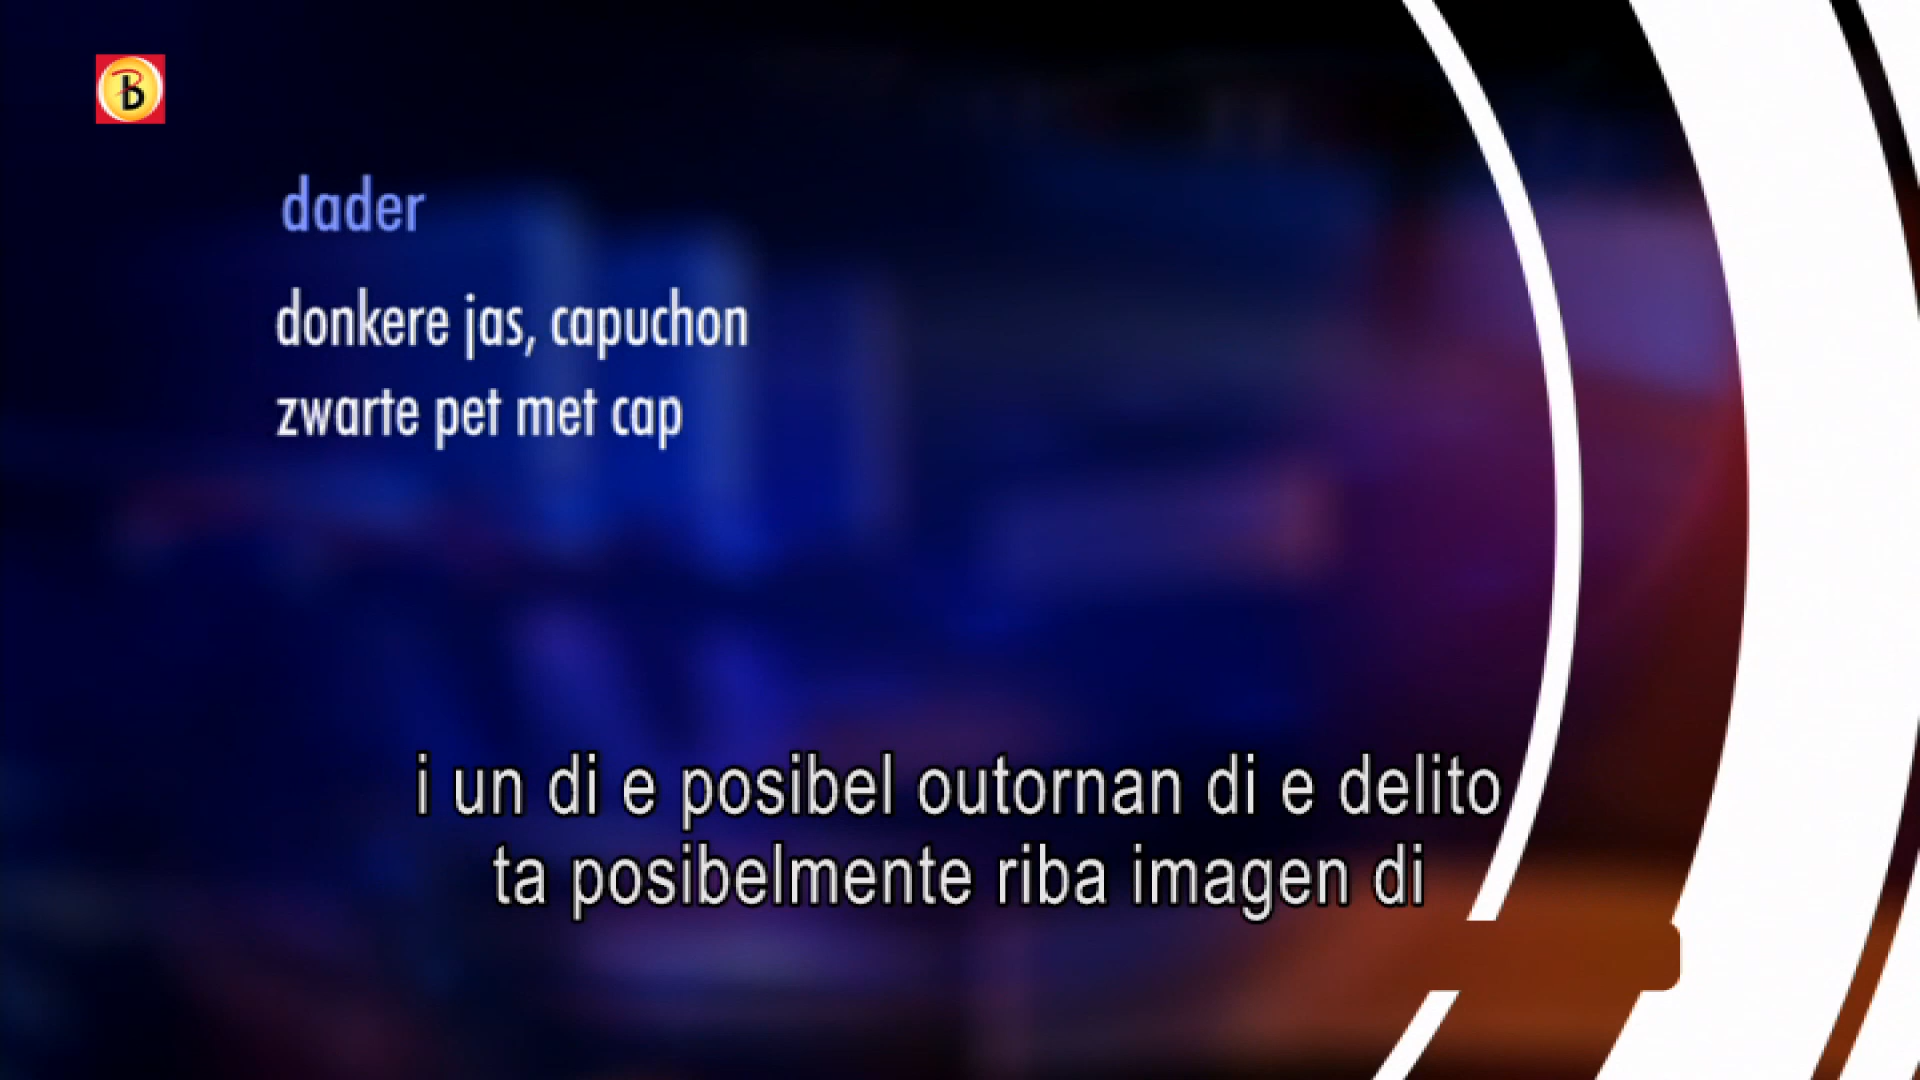 B
dader
donkere jas, capuchon
zwarte pet met cap
i un di e posibel outornan di e delito
ta posibelmente riba imagen di